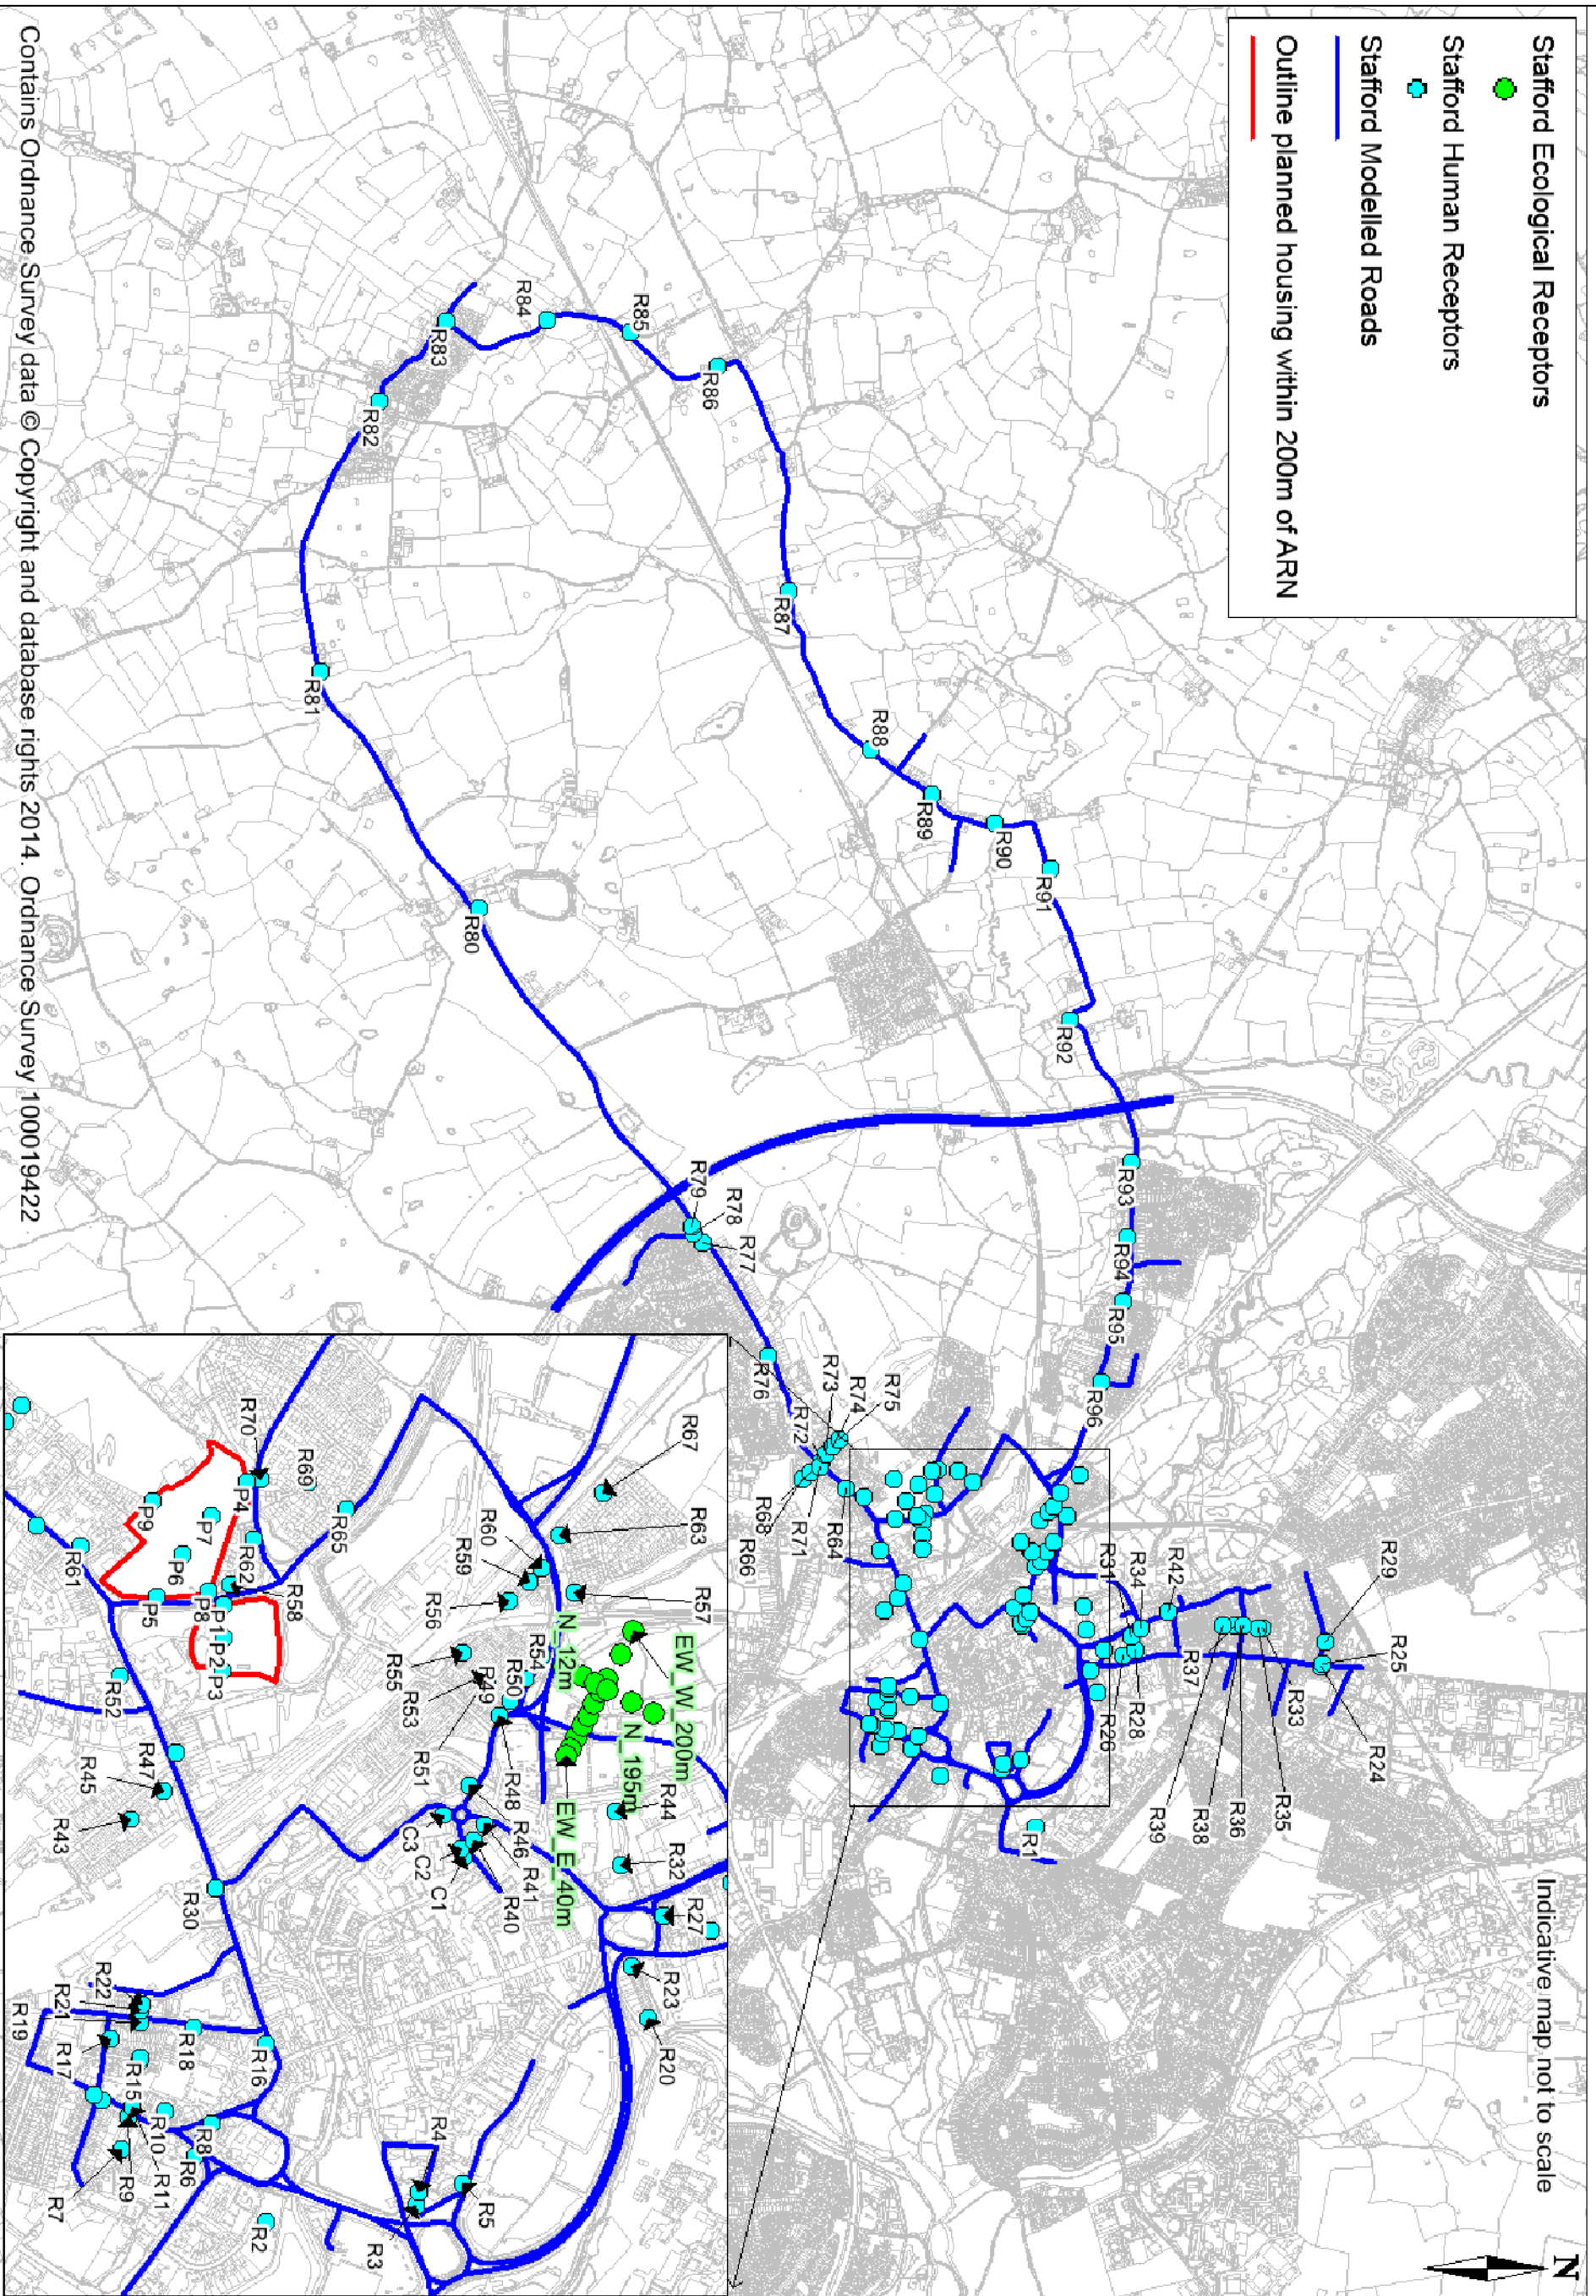 Stafford Ecological Receptors
Stafford Human Receptors
Stafford Modelled Roads
Outline planned housing within 200m of ARN
Indicative map not to scale
N
R29
R25
R24
R42
R34
R31
R28
R26
R37
R33
R35
R36
R38
R39
R1
R96
R95
R94
R93
R92
R91
R90
R89
R88
R87
R86
R85
R84
R83
R82
R81
R80
R79
R78
R77
R76
R75
R74
R73
R72
R64
R71
R68
R66
R67
R63
R57
EW_W_200m
N_195m
N_12m
EW_E_40m
R44
R32
R27
R23
R20
R60
R59
R56
R55
R54
R50
R49
R53
R51
R48
R46
R41
R40
C1
C2
C3
R5
R4
R3
R2
R70
R69
R65
R62
R58
P4
P7
P9
P6
P5
P8
P1
P2
P3
R61
R52
R47
R45
R43
R30
R16
R18
R22
R21
R19
R17
R15
R10
R11
R8
R6
R9
R7
Contains Ordnance Survey data © Copyright and database rights 2014. Ordnance Survey 100019422